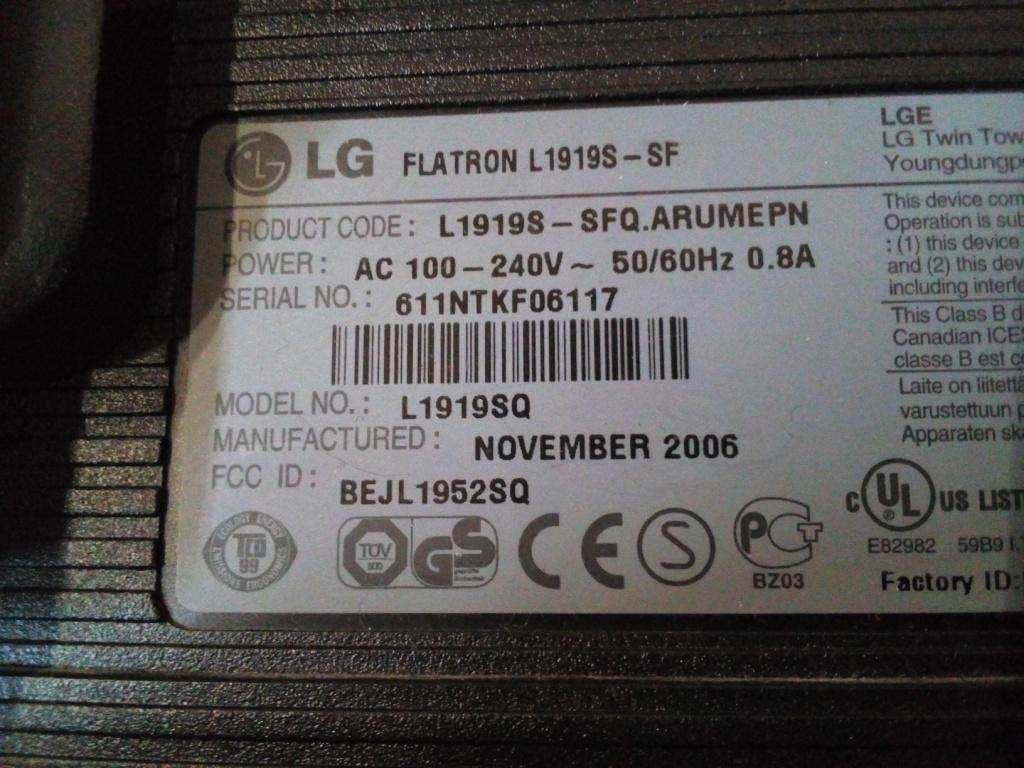 LG FLATRON L1919S-SF
PRODUCT CODE: L1919S-SFQ.ARUMEPN
POWER: AC 100-240V~ 50/60Hz 0.8A
SERIAL NO.: 611NTKF06117
MODEL NO.: L1919SQ
MANUFACTURED: NOVEMBER 2006
FCC ID: BEJL1952SQ
TCO
99
TÜV
GS
CE
S
PCT
BZ03
LGE
LG Twin Tow
Youngdungp
This device com
Operation is sub
: (1) this device
and (2) this dev
including interfe
This Class B d
Canadian ICES
classe B est c
Laite on liitettä
varustettuun p
Apparaten ska
C UL US LIST
E82982 59B9 I.
Factory ID: